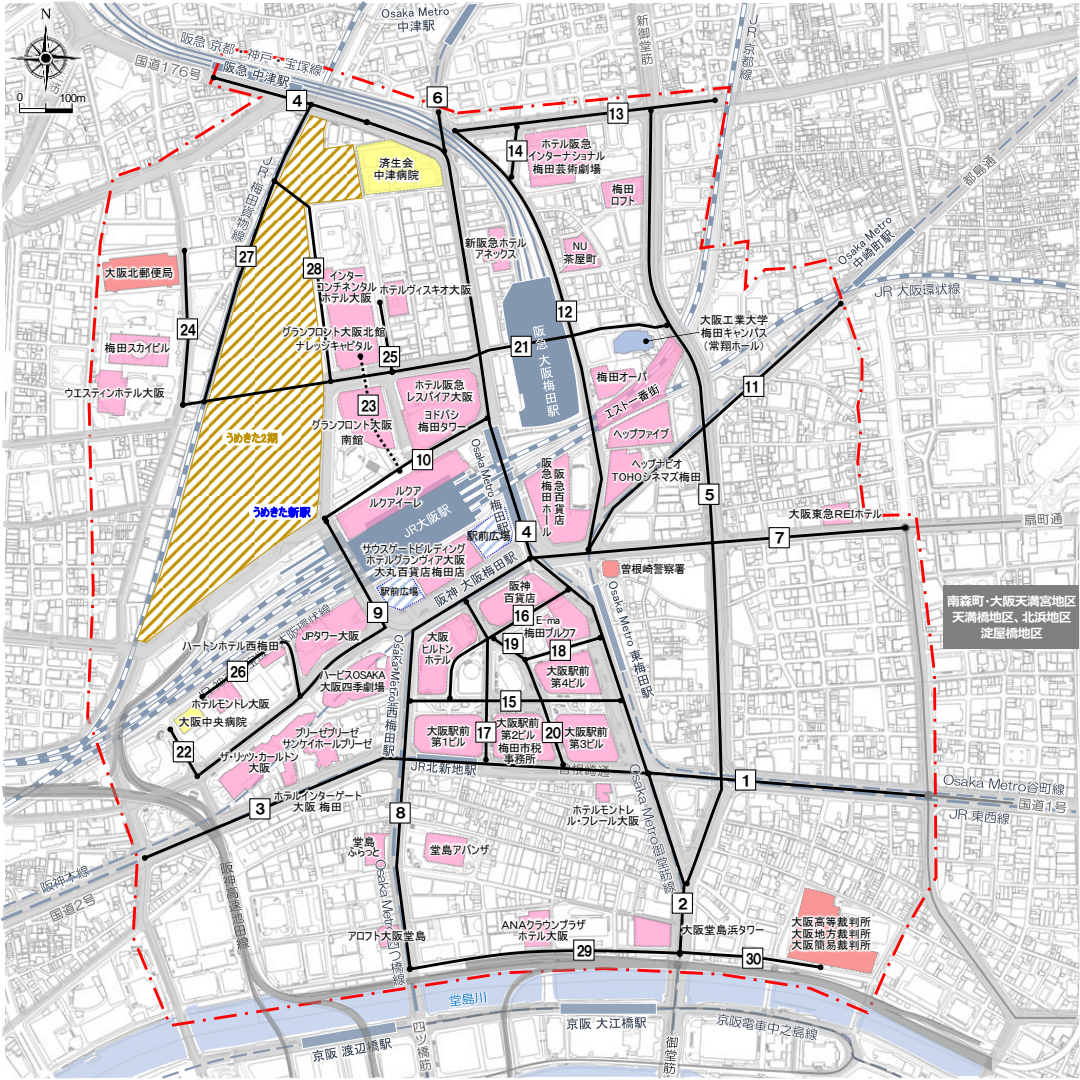 N
0
100m
Osaka Metro
中津駅
阪急 京都・神戸・宝塚線
国道176号
阪急 中津駅
新御堂筋
JR 京都線
4
6
13
14
済生会
中津病院
ホテル阪急
インターナショナル
梅田芸術劇場
梅田
ロフト
都島通
Osaka Metro
中崎町駅
JR 梅田貨物線
新阪急ホテル
アネックス
NU
茶屋町
27
28
大阪北郵便局
インター
コンチネンタル
ホテル大阪
ホテルヴィスキオ大阪
JR 大阪環状線
12
24
梅田スカイビル
グランフロント大阪北館
ナレッジキャピタル
25
21
阪急 大阪梅田駅
大阪工業大学
梅田キャンパス
(常翔ホール)
ウエスティンホテル大阪
ホテル阪急
レスパイア大阪
ヨドバシ
梅田タワー
梅田オーパ
エスト一番街
11
23
グランフロント大阪
南館
うめきた2期
ヘップファイブ
10
Osaka Metro 梅田駅
ヘップナビオ
TOHOシネマズ梅田
阪急百貨店
阪急梅田ホール
5
ルクア
ルクアイーレ
うめきた新駅
JR大阪駅
駅前広場
4
大阪東急REIホテル
扇町通
7
サウスゲートビルディング
ホテルグランヴィア大阪
大丸百貨店梅田店
駅前広場
阪神 大阪梅田駅
曽根崎警察署
阪神
百貨店
南森町・大阪天満宮地区
天満橋地区、北浜地区
淀屋橋地区
9
16
E-ma
梅田ブルク7
Osaka Metro 東梅田駅
大阪環状線
JPタワー大阪
大阪
ヒルトン
ホテル
19
18
ハートンホテル西梅田
26
ハービスOSAKA
大阪四季劇場
Osaka Metro 西梅田駅
大阪駅前
第4ビル
ホテルモントレ大阪
15
大阪中央病院
ブリーゼブリーゼ
サンケイホールブリーゼ
大阪駅前
第1ビル
17
大阪駅前
第2ビル
梅田市税
事務所
20
大阪駅前
第3ビル
22
ザ・リッツ・カールトン
大阪
JR北新地駅
曽根崎通
1
Osaka Metro谷町線
国道1号
JR 東西線
3
ホテルインターゲート
大阪 梅田
8
ホテルモントレ
ル・フレール大阪
Osaka Metro御堂筋線
堂島
ふらっと
堂島アバンザ
阪神本線
国道2号
阪神高速池田線
Osaka Metro四つ橋線
2
ANAクラウンプラザ
ホテル大阪
大阪堂島浜タワー
大阪高等裁判所
大阪地方裁判所
大阪簡易裁判所
アロフト大阪堂島
29
30
堂島川
京阪 大江橋駅
京阪電車中之島線
京阪 渡辺橋駅
四ツ橋筋
御堂筋